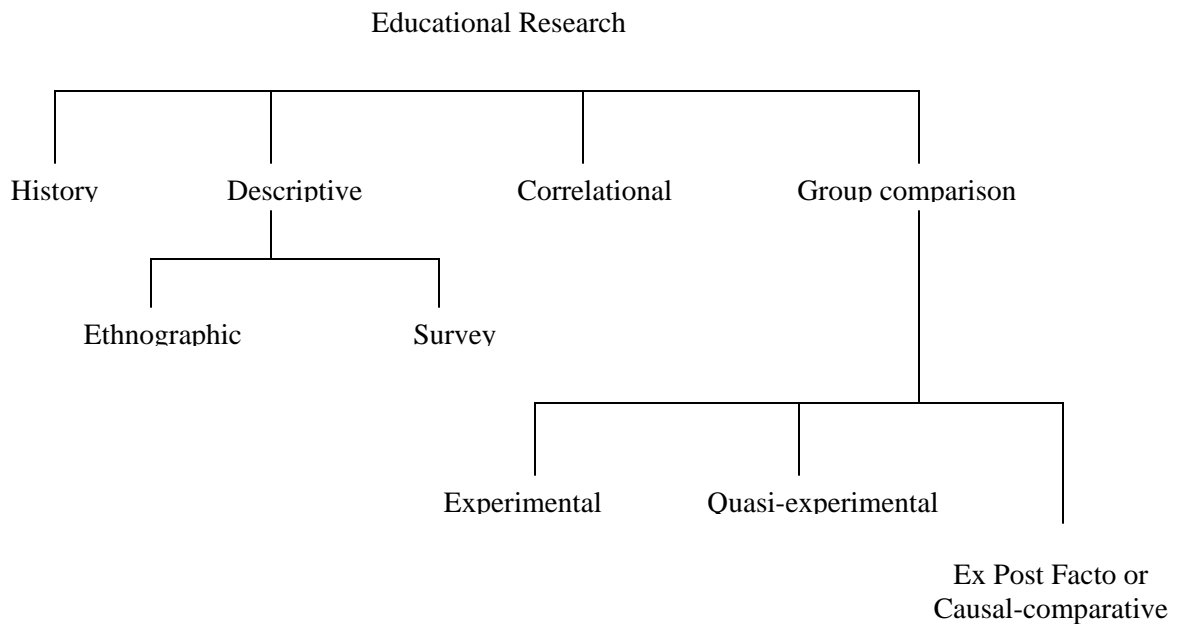 Educational Research
History Descriptive Correlational Group comparison
Ethnographic Survey
Experimental Quasi-experimental
Ex Post Facto or
Causal-comparative